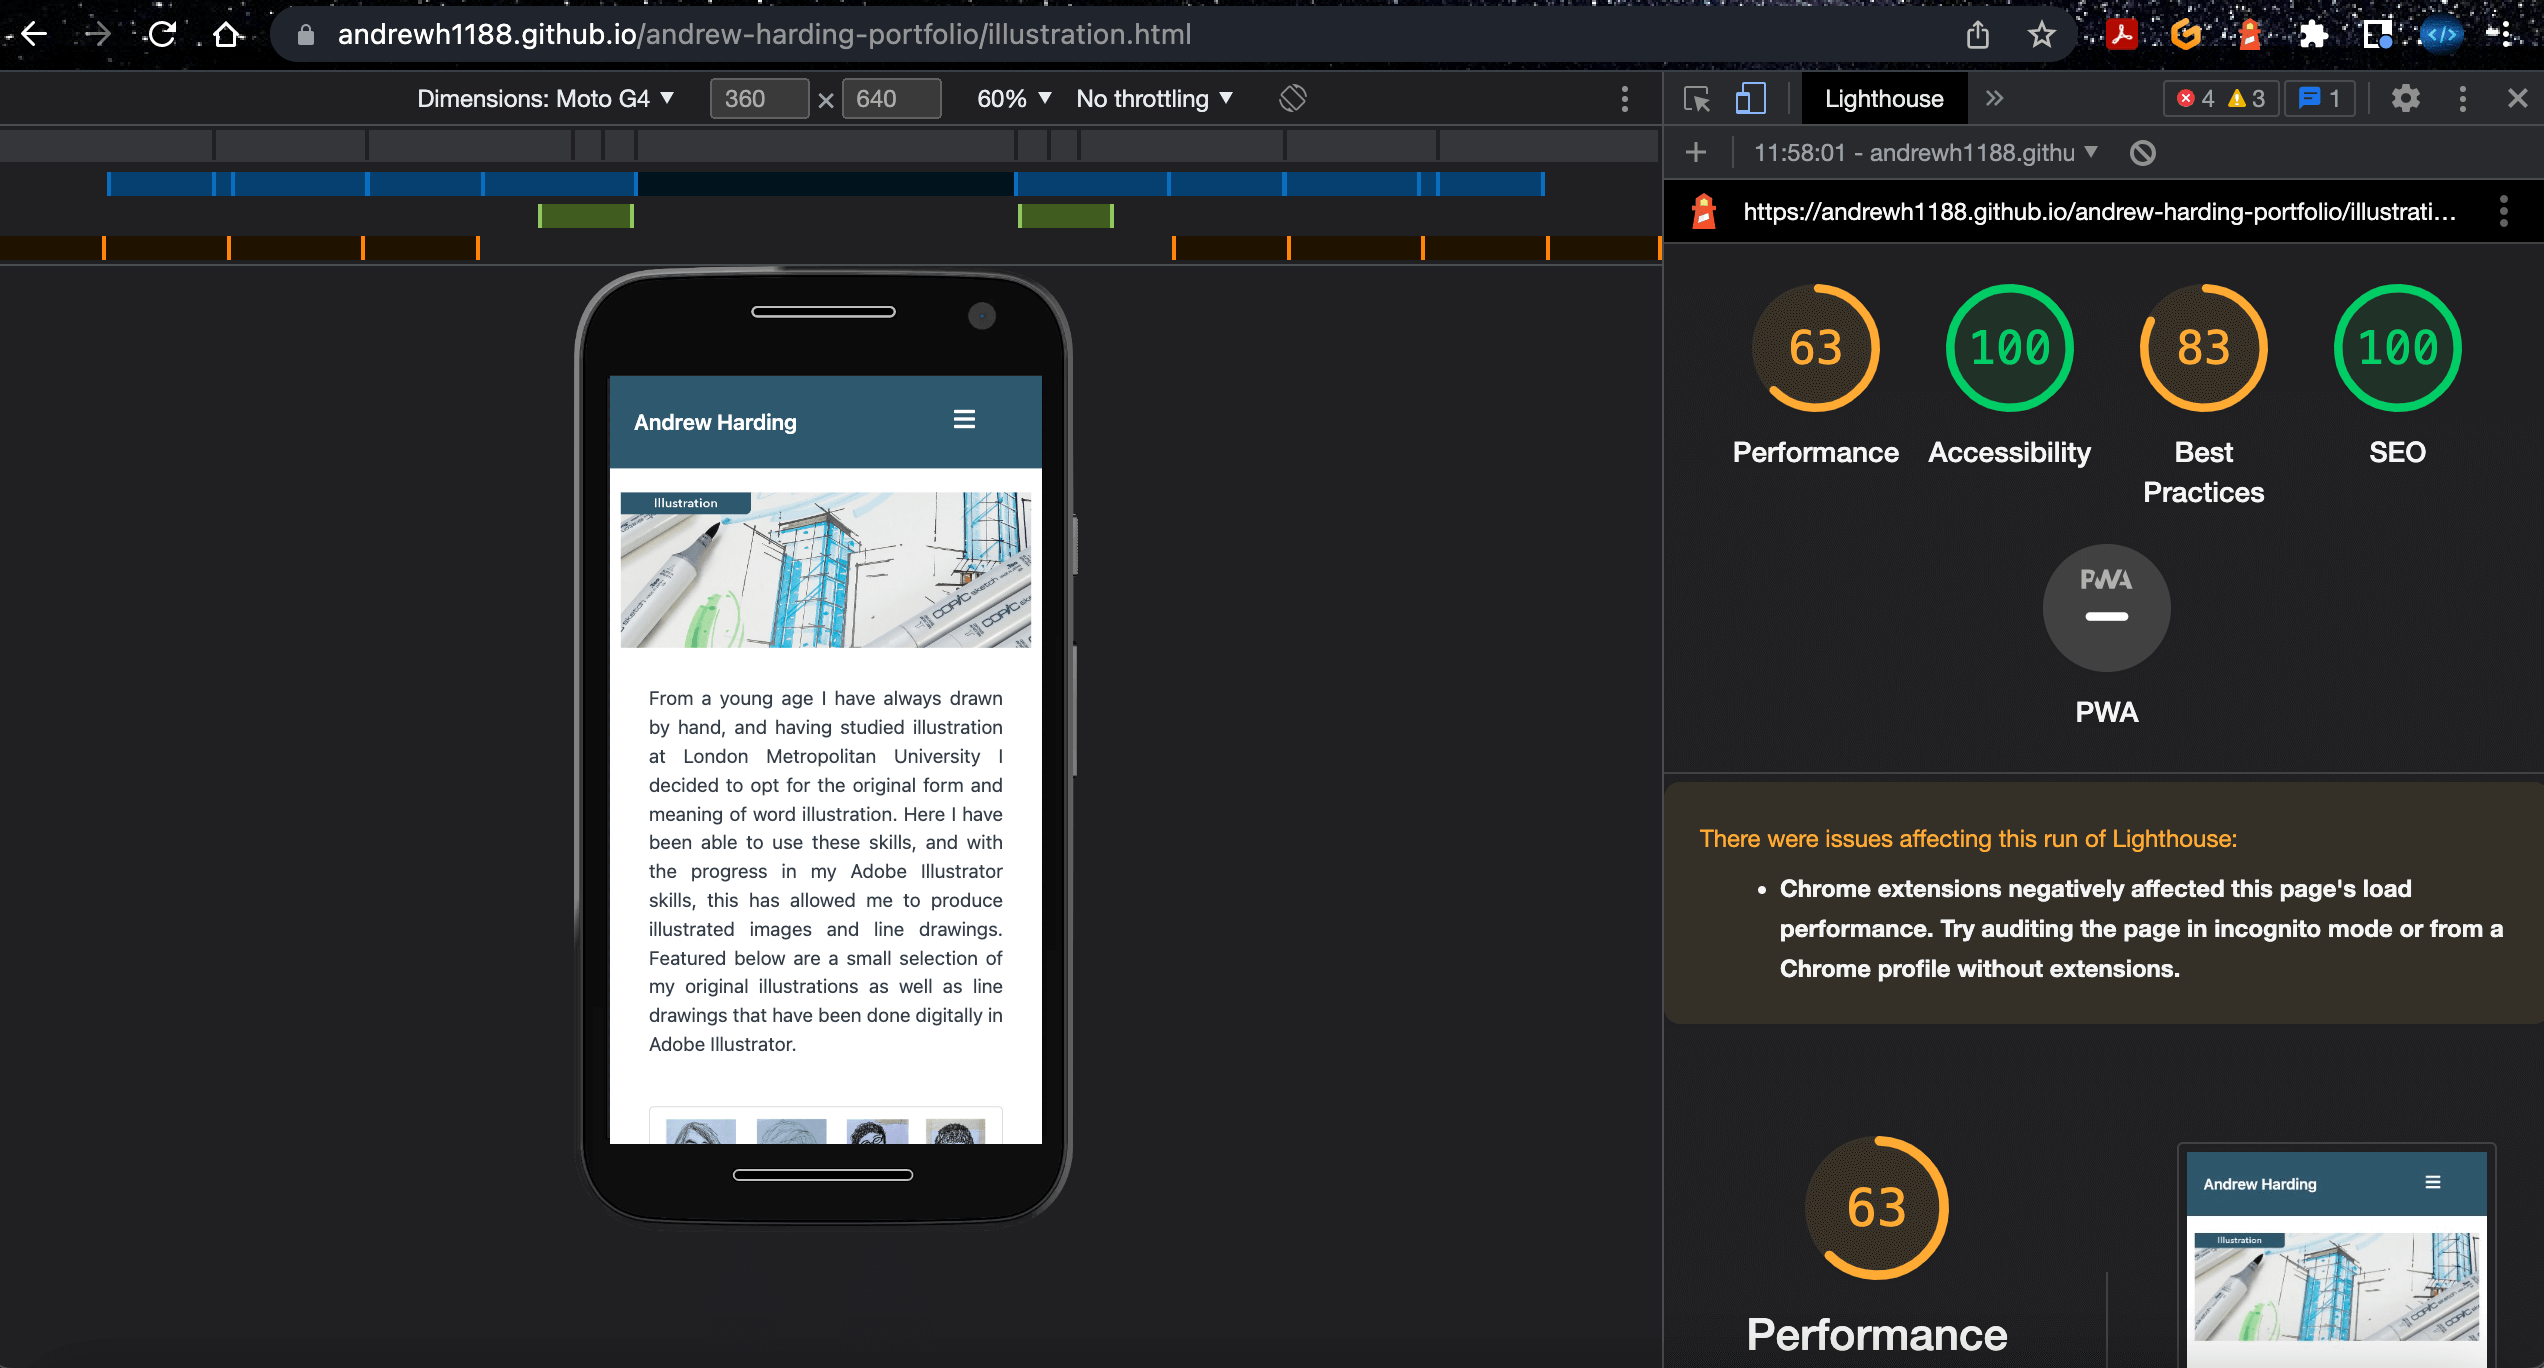 andrewh1188.github.io/andrew-harding-portfolio/illustration.html
Dimensions: Moto G4 ▼ 360 × 640 60% ▼ No throttling ▼
Lighthouse
4 3 1
11:58:01 - andrewh1188.githu ▼
https://andrewh1188.github.io/andrew-harding-portfolio/illustrati…
63 100 83 100
Performance Accessibility Best Practices SEO
PWA
PWA
There were issues affecting this run of Lighthouse:
• Chrome extensions negatively affected this page's load
performance. Try auditing the page in incognito mode or from a
Chrome profile without extensions.
63
Performance
Andrew Harding
Illustration
Andrew Harding
Illustration
COPIC sketch
COPIC sketch
From a young age I have always drawn
by hand, and having studied illustration
at London Metropolitan University I
decided to opt for the original form and
meaning of word illustration. Here I have
been able to use these skills, and with
the progress in my Adobe Illustrator
skills, this has allowed me to produce
illustrated images and line drawings.
Featured below are a small selection of
my original illustrations as well as line
drawings that have been done digitally in
Adobe Illustrator.